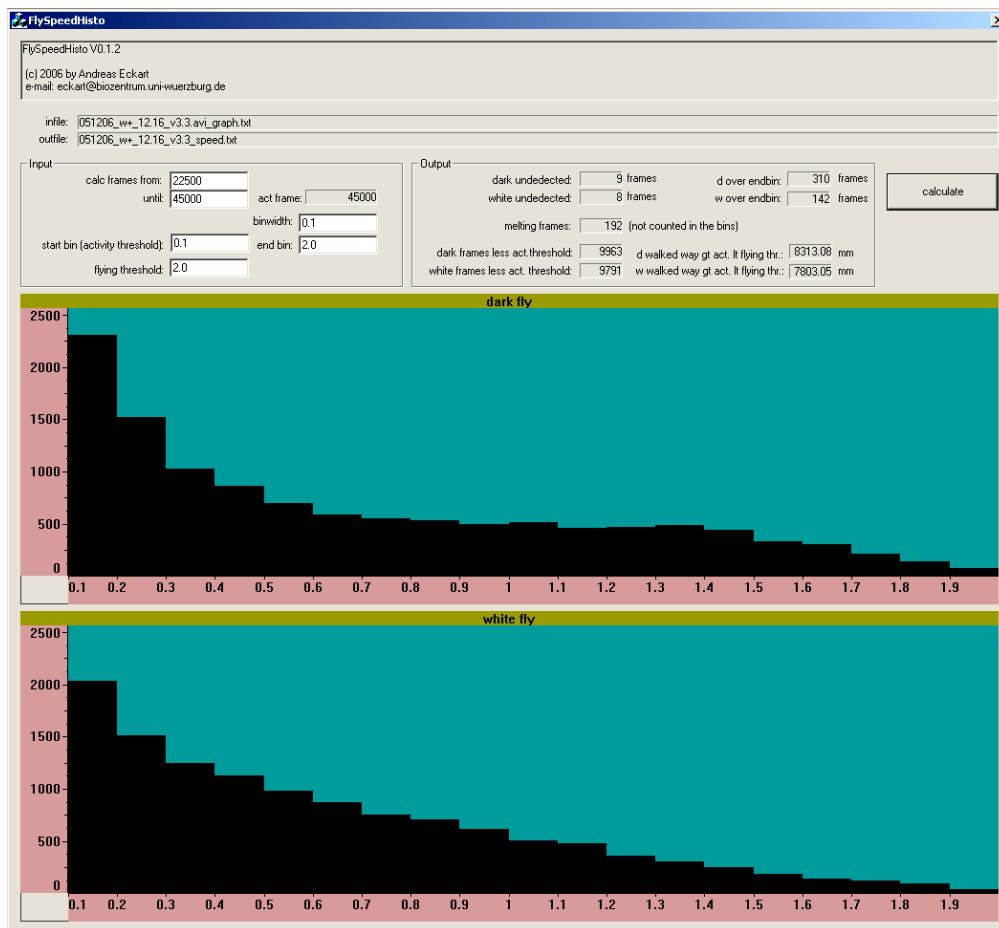 FlySpeedHisto
FlySpeedHisto V0.1.2
(c) 2006 by Andreas Eckart
e-mail: eckart@biozentrum.uni-wuerzburg.de
infile: 051206_w+_12.16_v3.3.avi_graph.txt
outfile: 051206_w+_12.16_v3.3_speed.txt
Input
calc frames from: 22500
until: 45000 act frame: 45000
binwidth: 0.1
start bin (activity threshold): 0.1 end bin: 2.0
flying threshold: 2.0
Output
dark undedected: 9 frames d over endbin: 310 frames
white undedected: 8 frames w over endbin: 142 frames
melting frames: 192 (not counted in the bins)
dark frames less act.threshold: 9963 d walked way gt act. lt flying thr.: 8313.08 mm
white frames less act. threshold: 9791 w walked way gt act. lt flying thr.: 7803.05 mm
calculate
dark fly
2500
2000
1500
1000
500
0
0.1 0.2 0.3 0.4 0.5 0.6 0.7 0.8 0.9 1 1.1 1.2 1.3 1.4 1.5 1.6 1.7 1.8 1.9
white fly
2500
2000
1500
1000
500
0
0.1 0.2 0.3 0.4 0.5 0.6 0.7 0.8 0.9 1 1.1 1.2 1.3 1.4 1.5 1.6 1.7 1.8 1.9